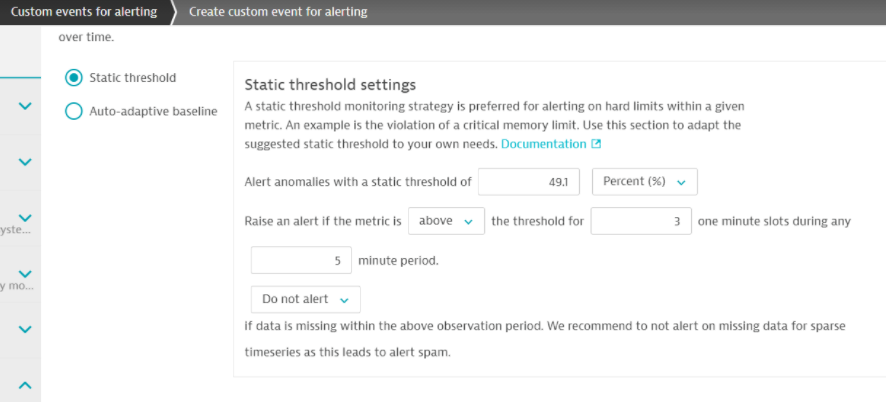 Custom events for alerting Create custom event for alerting
over time.
Static threshold
Auto-adaptive baseline
Static threshold settings
A static threshold monitoring strategy is preferred for alerting on hard limits within a given
metric. An example is the violation of a critical memory limit. Use this section to adapt the
suggested static threshold to your own needs. Documentation
Alert anomalies with a static threshold of 49.1 Percent (%)
Raise an alert if the metric is above the threshold for 3 one minute slots during any
5 minute period.
Do not alert
if data is missing within the above observation period. We recommend to not alert on missing data for sparse
timeseries as this leads to alert spam.
yste...
y mo...